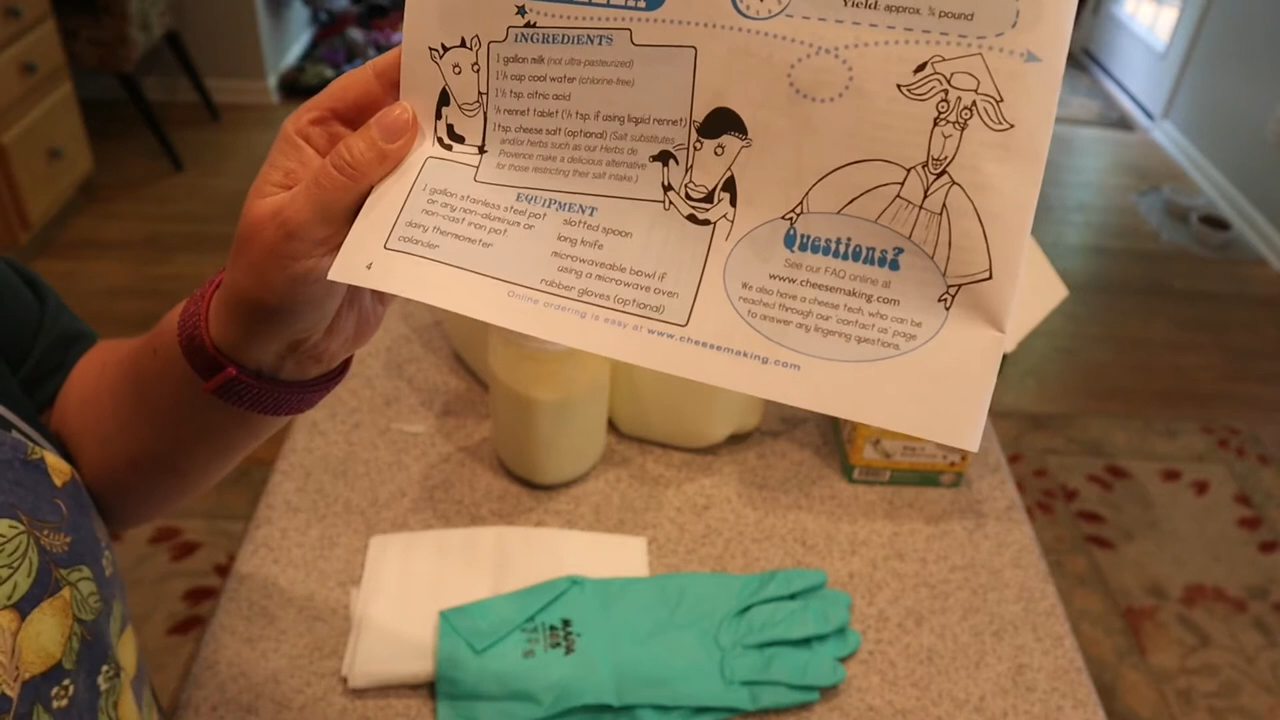 Yield: approx. ¾ pound
INGREDIENTS
1 gallon milk (not ultra-pasteurized)
1¼ cup cool water (chlorine-free)
1½ tsp. citric acid
¼ rennet tablet (¼ tsp. if using liquid rennet)
1tsp. cheese salt (optional) (Salt substitutes
and/or herbs such as our Herbs de
Provence make a delicious alternative
for those restricting their salt intake.)
EQUIPMENT
1 gallon stainless steel pot
or any non-aluminum or
non-cast iron pot.
dairy thermometer
colander
slotted spoon
long knife
microwaveable bowl if
using a microwave oven
rubber gloves (optional)
Questions?
See our FAQ online at
www.cheesemaking.com
We also have a cheese tech, who can be
reached through our 'contact us' page
to answer any lingering questions.
4
Online ordering is easy at www.cheesemaking.com